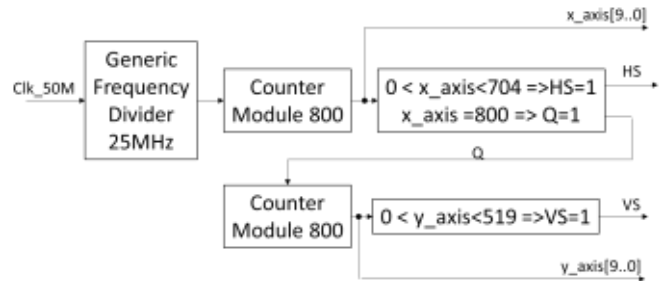 x_axis[9..0]
Clk_50M
Generic
Frequency
Divider
25MHz
Counter
Module 800
0 < x_axis<704 =>HS=1
x_axis =800 => Q=1
HS
Q
Counter
Module 800
0 < y_axis<519 =>VS=1
VS
y_axis[9..0]